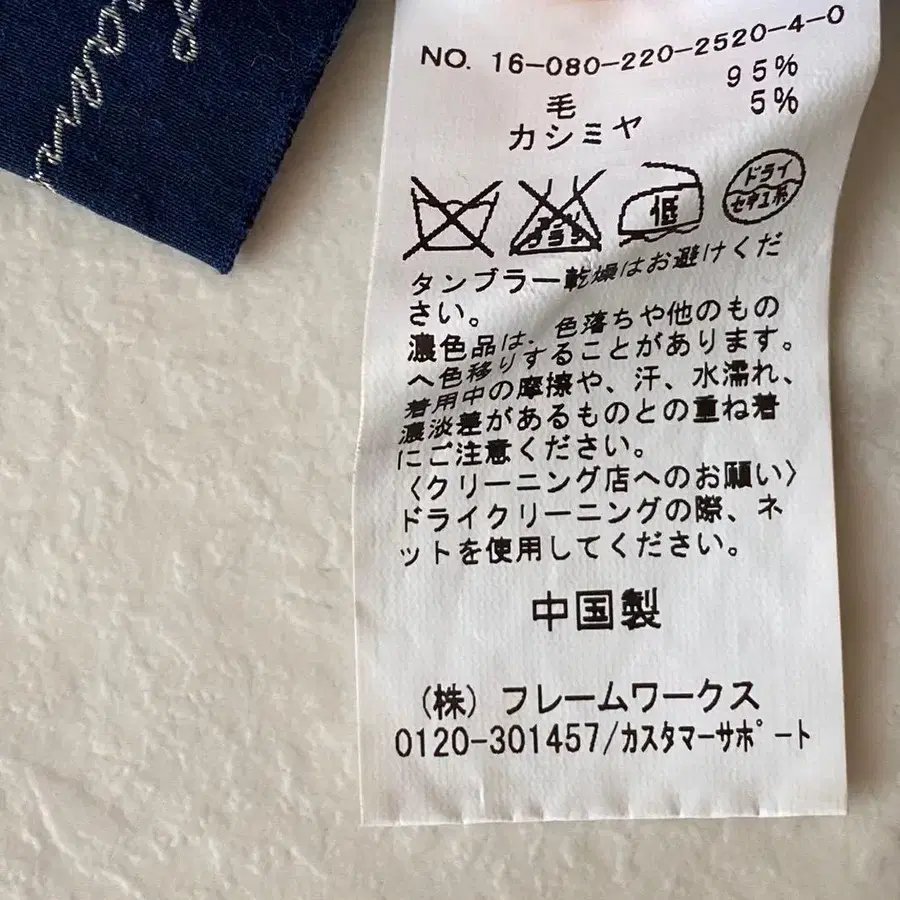 NO. 16-080-220-2520-4-0
毛 95%
カシミヤ 5%
エンソ
サラシ
低
ドライ
セキユ系
タンブラー乾燥はお避けくだ
さい。
濃色品は、色落ちや他のもの
へ色移りすることがあります。
着用中の摩擦や、汗、水濡れ、
濃淡差があるものとの重ね着
にご注意ください。
〈クリーニング店へのお願い〉
ドライクリーニングの際、ネ
ットを使用してください。
中国製
(株)フレームワークス
0120-301457/カスタマーサポート